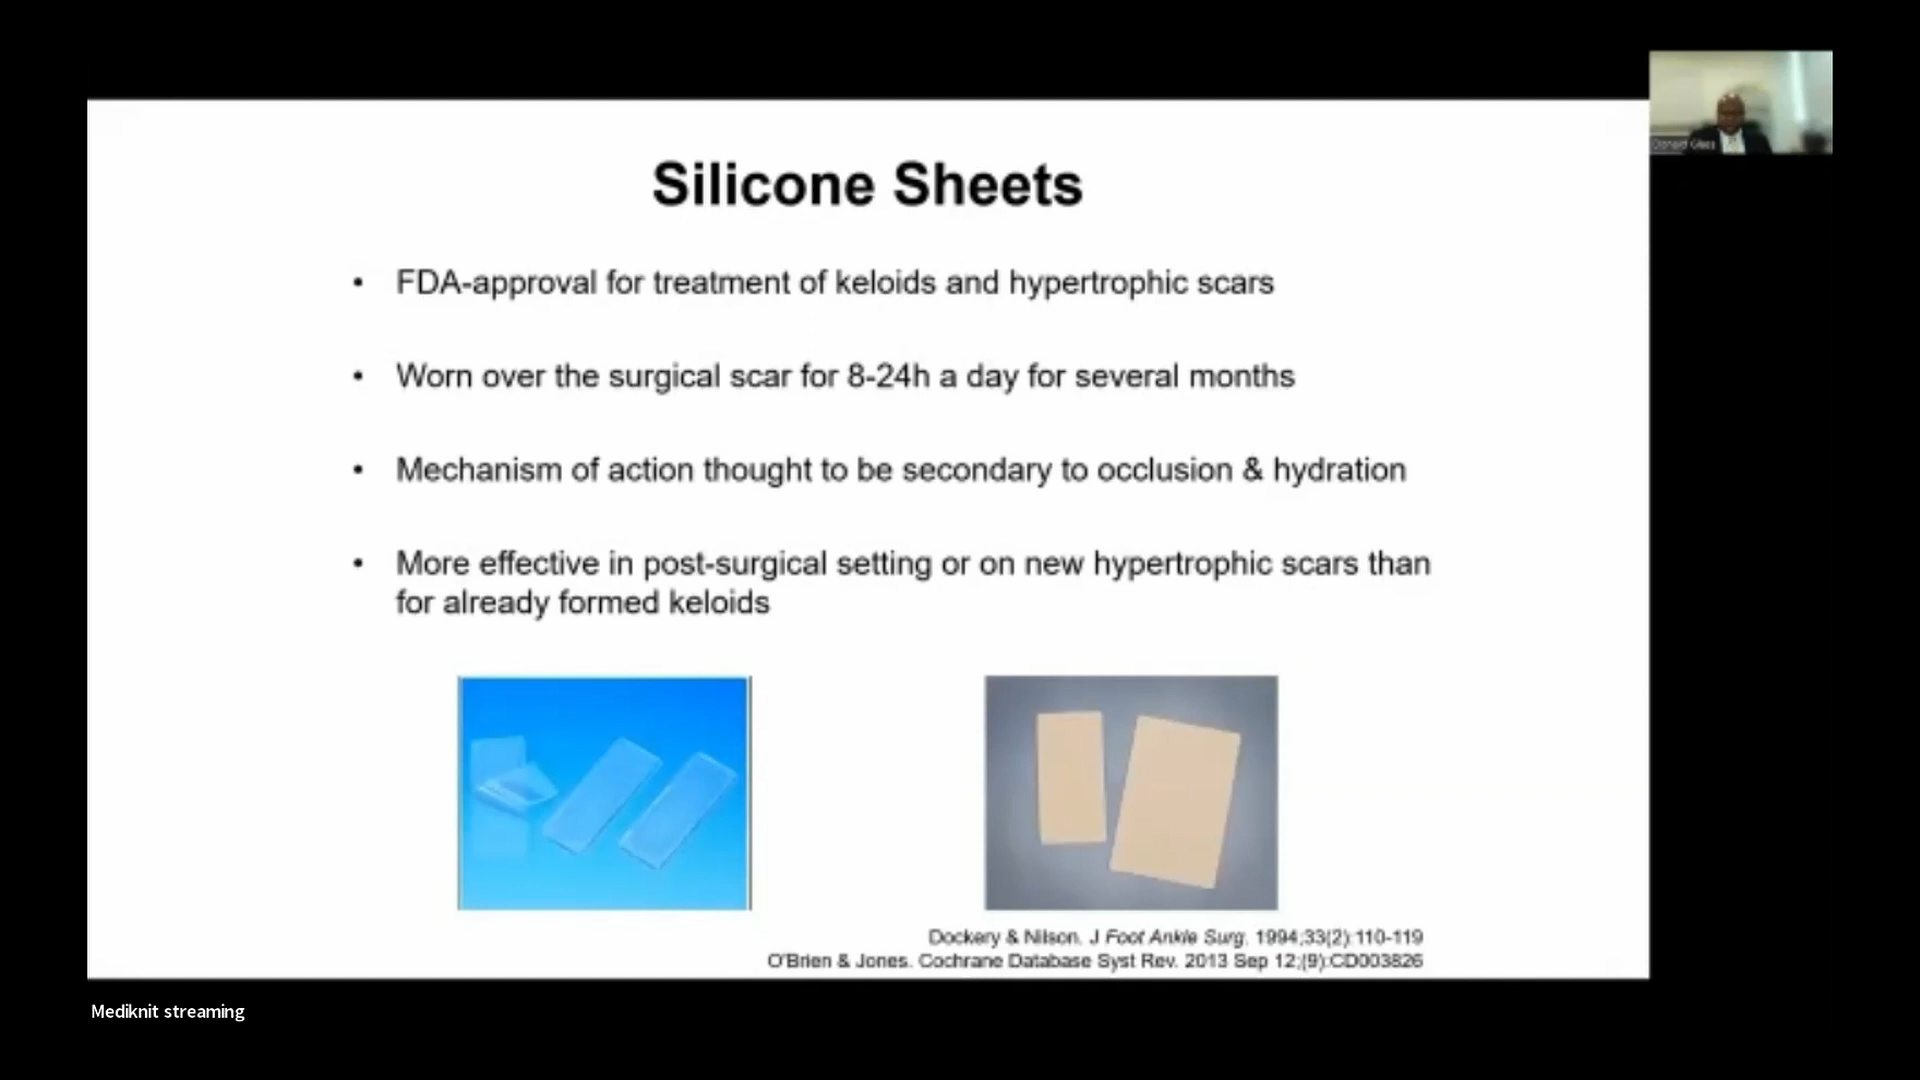 Silicone Sheets
• FDA-approval for treatment of keloids and hypertrophic scars
• Worn over the surgical scar for 8-24h a day for several months
• Mechanism of action thought to be secondary to occlusion & hydration
• More effective in post-surgical setting or on new hypertrophic scars than
for already formed keloids
Dockery & Nilson. J Foot Ankle Surg. 1994;33(2):110-119
O'Brien & Jones. Cochrane Database Syst Rev. 2013 Sep 12;(9):CD003826
Donald Glass
Mediknit streaming